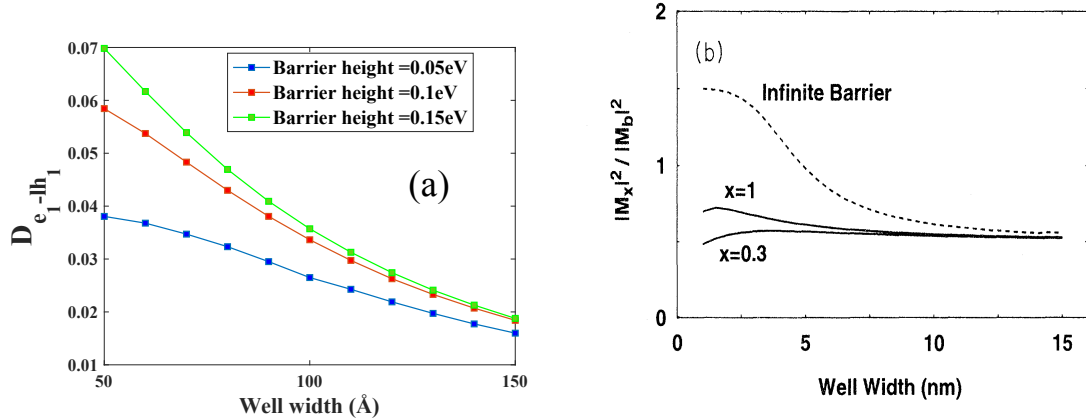 0.07
0.06
0.05
0.04
0.03
0.02
0.01
50
100
150
D e₁-lh₁
Well width (Å)
Barrier height =0.05eV
Barrier height =0.1eV
Barrier height =0.15eV
(a)
2
1
0
0
5
10
15
|Mₓ|² / |M_b|²
Well Width (nm)
(b)
Infinite Barrier
x=1
x=0.3